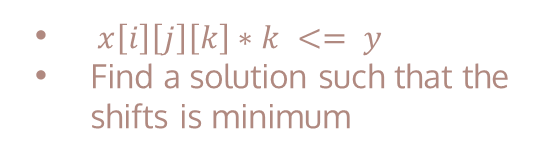 • x[i][j][k] * k <= y
• Find a solution such that the
shifts is minimum